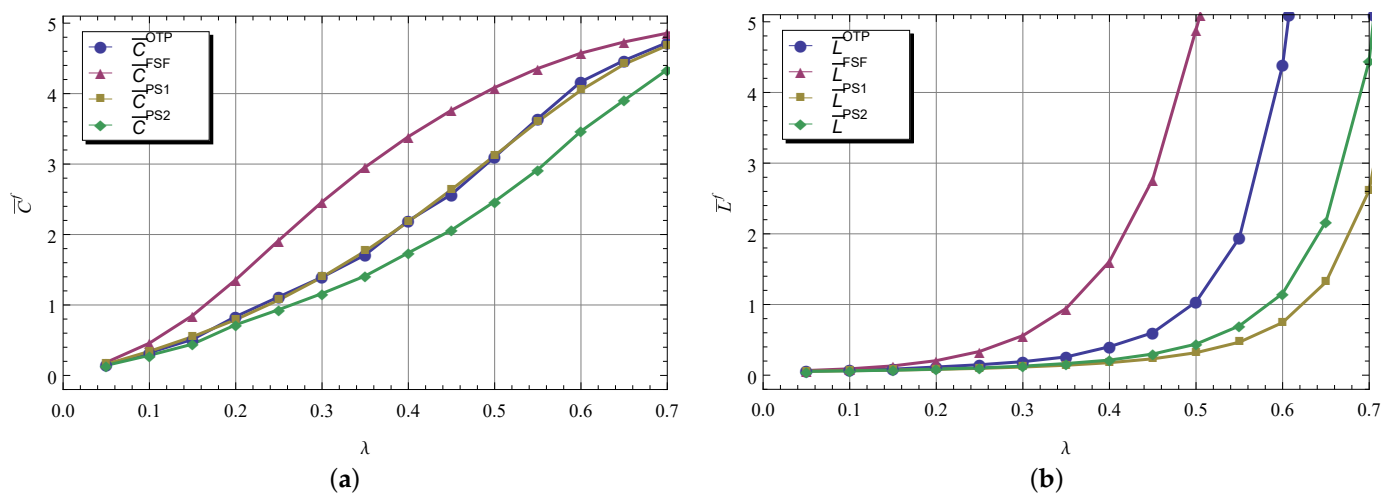 5
4
3
2
1
0
C̅^f
C̅^OTP
C̅^FSF
C̅^PS1
C̅^PS2
0.0 0.1 0.2 0.3 0.4 0.5 0.6 0.7
λ
(a)
5
4
3
2
1
0
L̅^f
L̅^OTP
L̅^FSF
L̅^PS1
L̅^PS2
0.0 0.1 0.2 0.3 0.4 0.5 0.6 0.7
λ
(b)